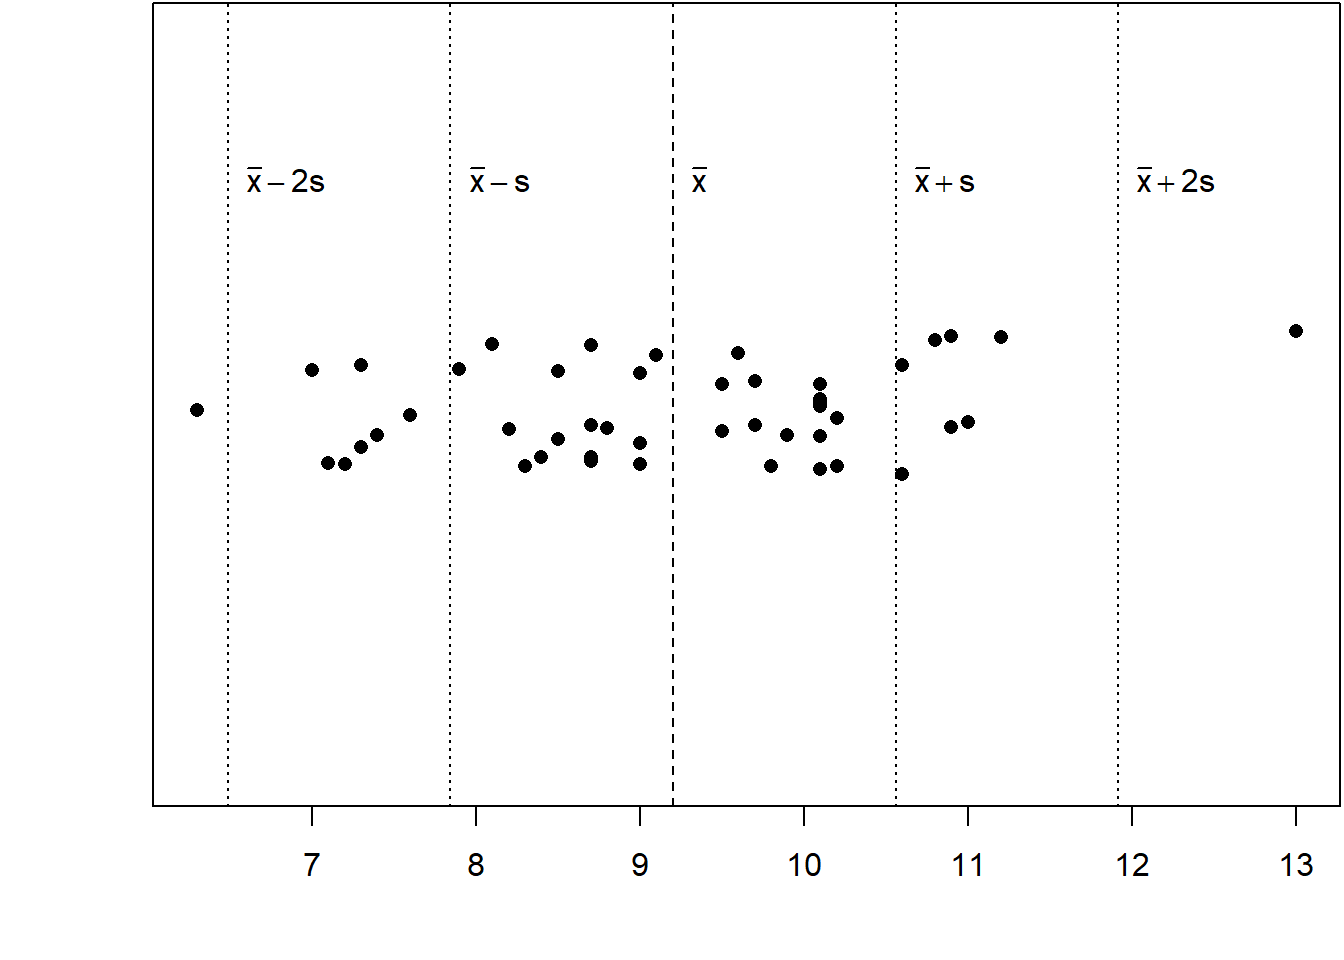 x̅ – 2s x̅ – s x̅ x̅ + s x̅ + 2s
7 8 9 10 11 12 13